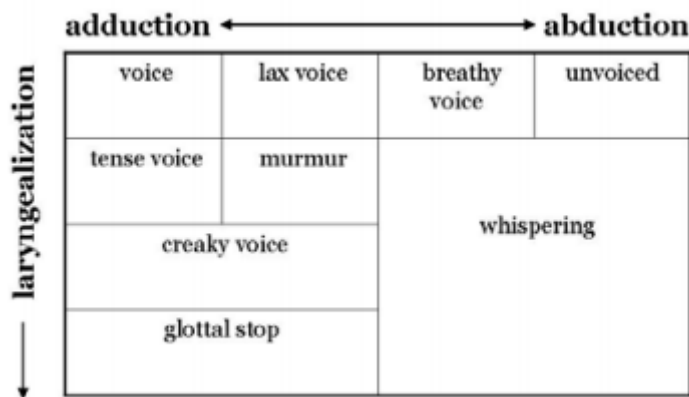 adduction
abduction
laryngealization
voice
lax voice
breathy
voice
unvoiced
tense voice
murmur
whispering
creaky voice
glottal stop